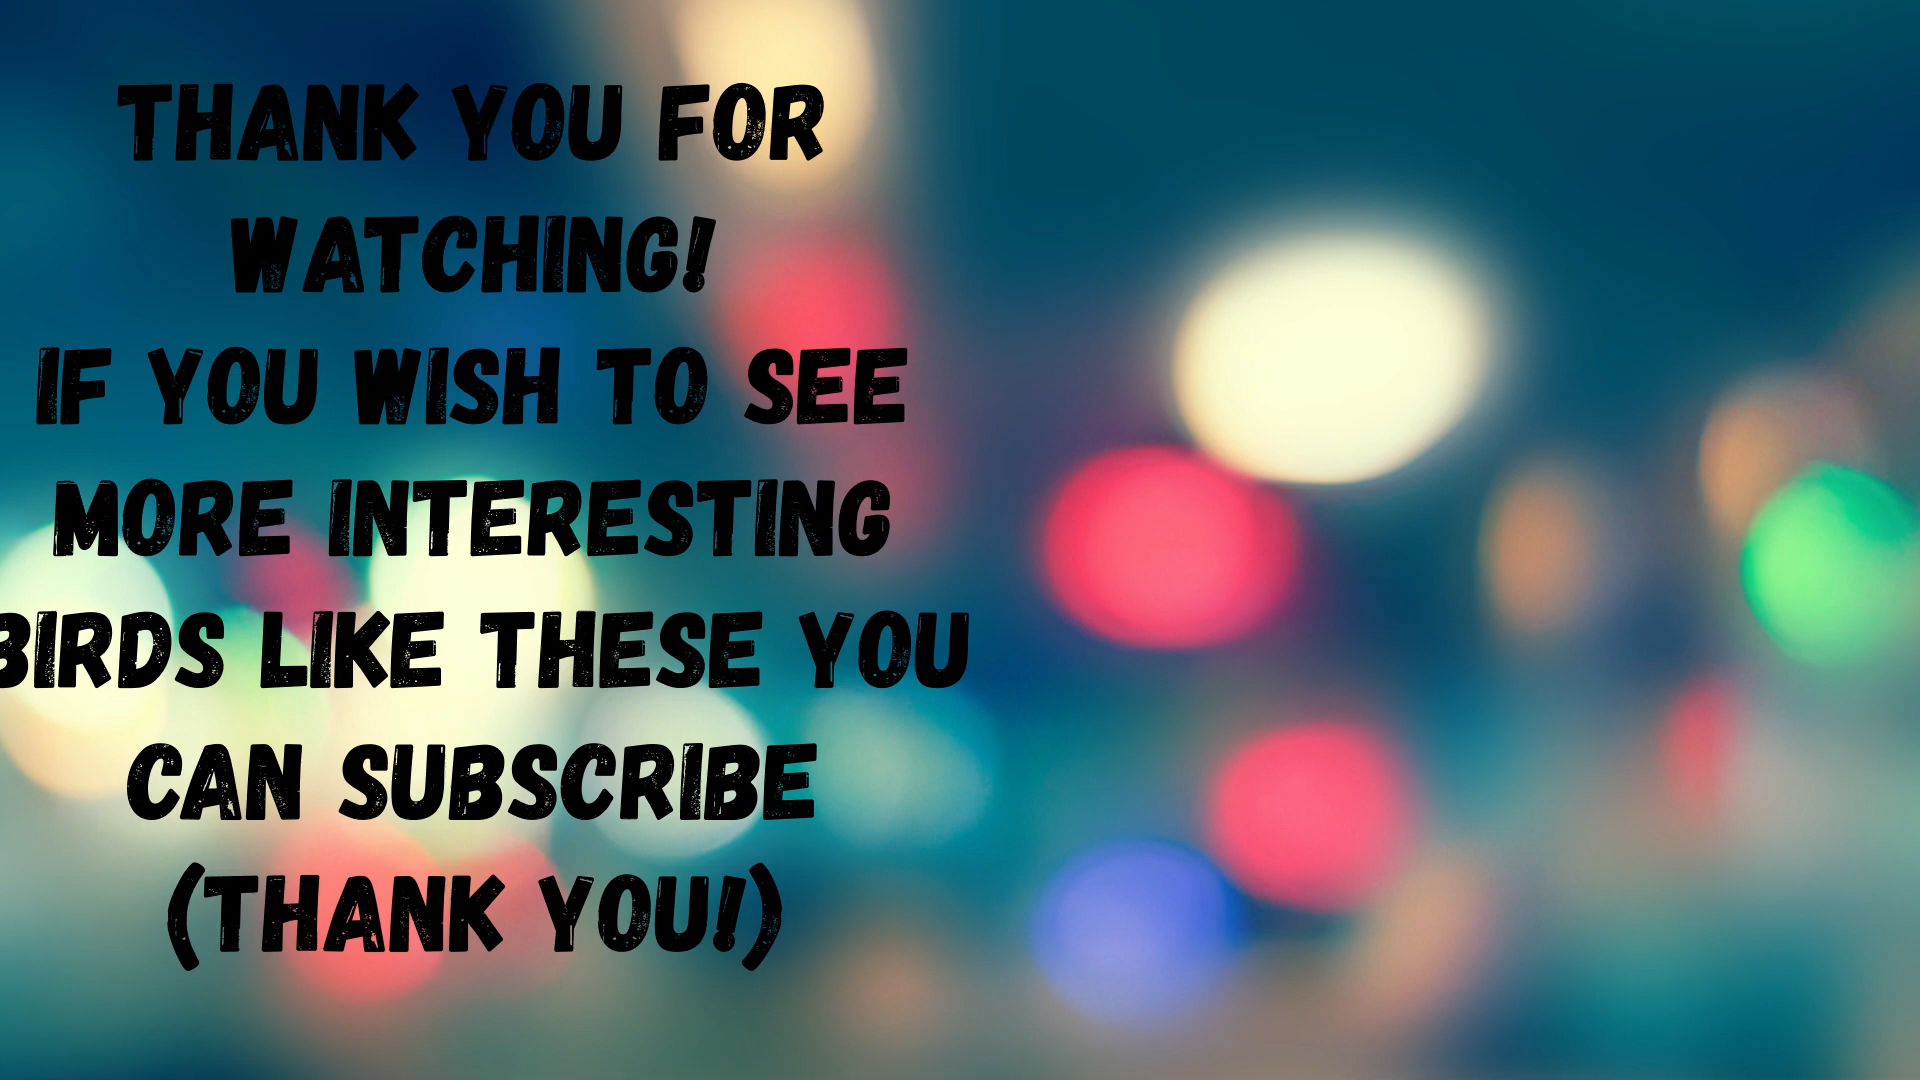 THANK YOU FOR
WATCHING!
IF YOU WISH TO SEE
MORE INTERESTING
BIRDS LIKE THESE YOU
CAN SUBSCRIBE
(THANK YOU!)